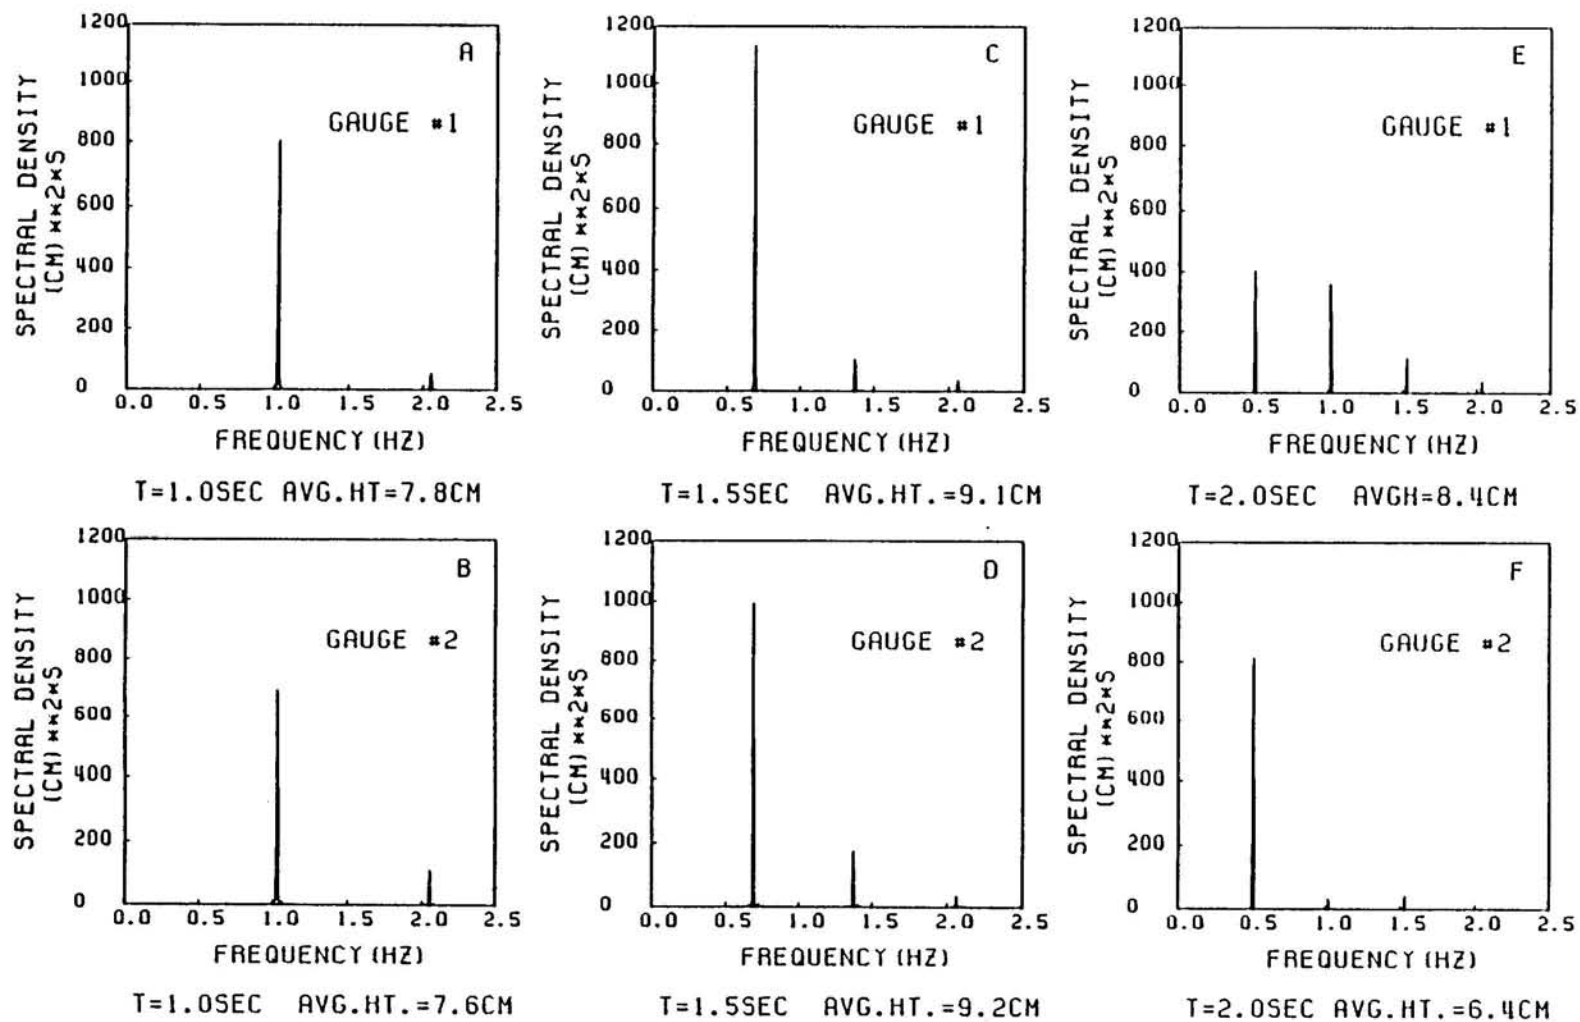 1200
1000
800
600
400
200
0
SPECTRAL DENSITY
(CM)**2*S
A
GAUGE #1
0.0 0.5 1.0 1.5 2.0 2.5
FREQUENCY (HZ)
T=1.0SEC AVG.HT=7.8CM
1200
1000
800
600
400
200
0
SPECTRAL DENSITY
(CM)**2*S
C
GAUGE #1
0.0 0.5 1.0 1.5 2.0 2.5
FREQUENCY (HZ)
T=1.5SEC AVG.HT.=9.1CM
1200
1000
800
600
400
200
0
SPECTRAL DENSITY
(CM)**2*S
E
GAUGE #1
0.0 0.5 1.0 1.5 2.0 2.5
FREQUENCY (HZ)
T=2.0SEC AVGH=8.4CM
1200
1000
800
600
400
200
0
SPECTRAL DENSITY
(CM)**2*S
B
GAUGE #2
0.0 0.5 1.0 1.5 2.0 2.5
FREQUENCY (HZ)
T=1.0SEC AVG.HT.=7.6CM
1200
1000
800
600
400
200
0
SPECTRAL DENSITY
(CM)**2*S
D
GAUGE #2
0.0 0.5 1.0 1.5 2.0 2.5
FREQUENCY (HZ)
T=1.5SEC AVG.HT.=9.2CM
1200
1000
800
600
400
200
0
SPECTRAL DENSITY
(CM)**2*S
F
GAUGE #2
0.0 0.5 1.0 1.5 2.0 2.5
FREQUENCY (HZ)
T=2.0SEC AVG.HT.=6.4CM